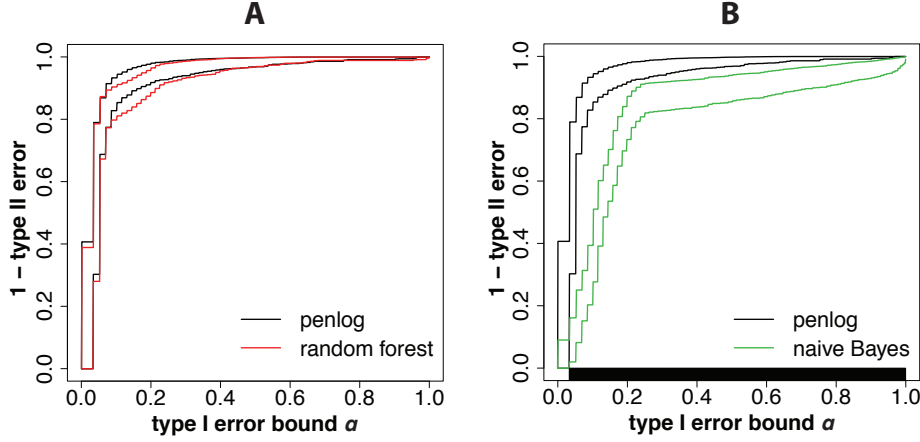 A
1 − type II error
1.0
0.8
0.6
0.4
0.2
0.0
penlog
random forest
0.0 0.2 0.4 0.6 0.8 1.0
type I error bound α
B
1 − type II error
1.0
0.8
0.6
0.4
0.2
0.0
penlog
naive Bayes
0.0 0.2 0.4 0.6 0.8 1.0
type I error bound α